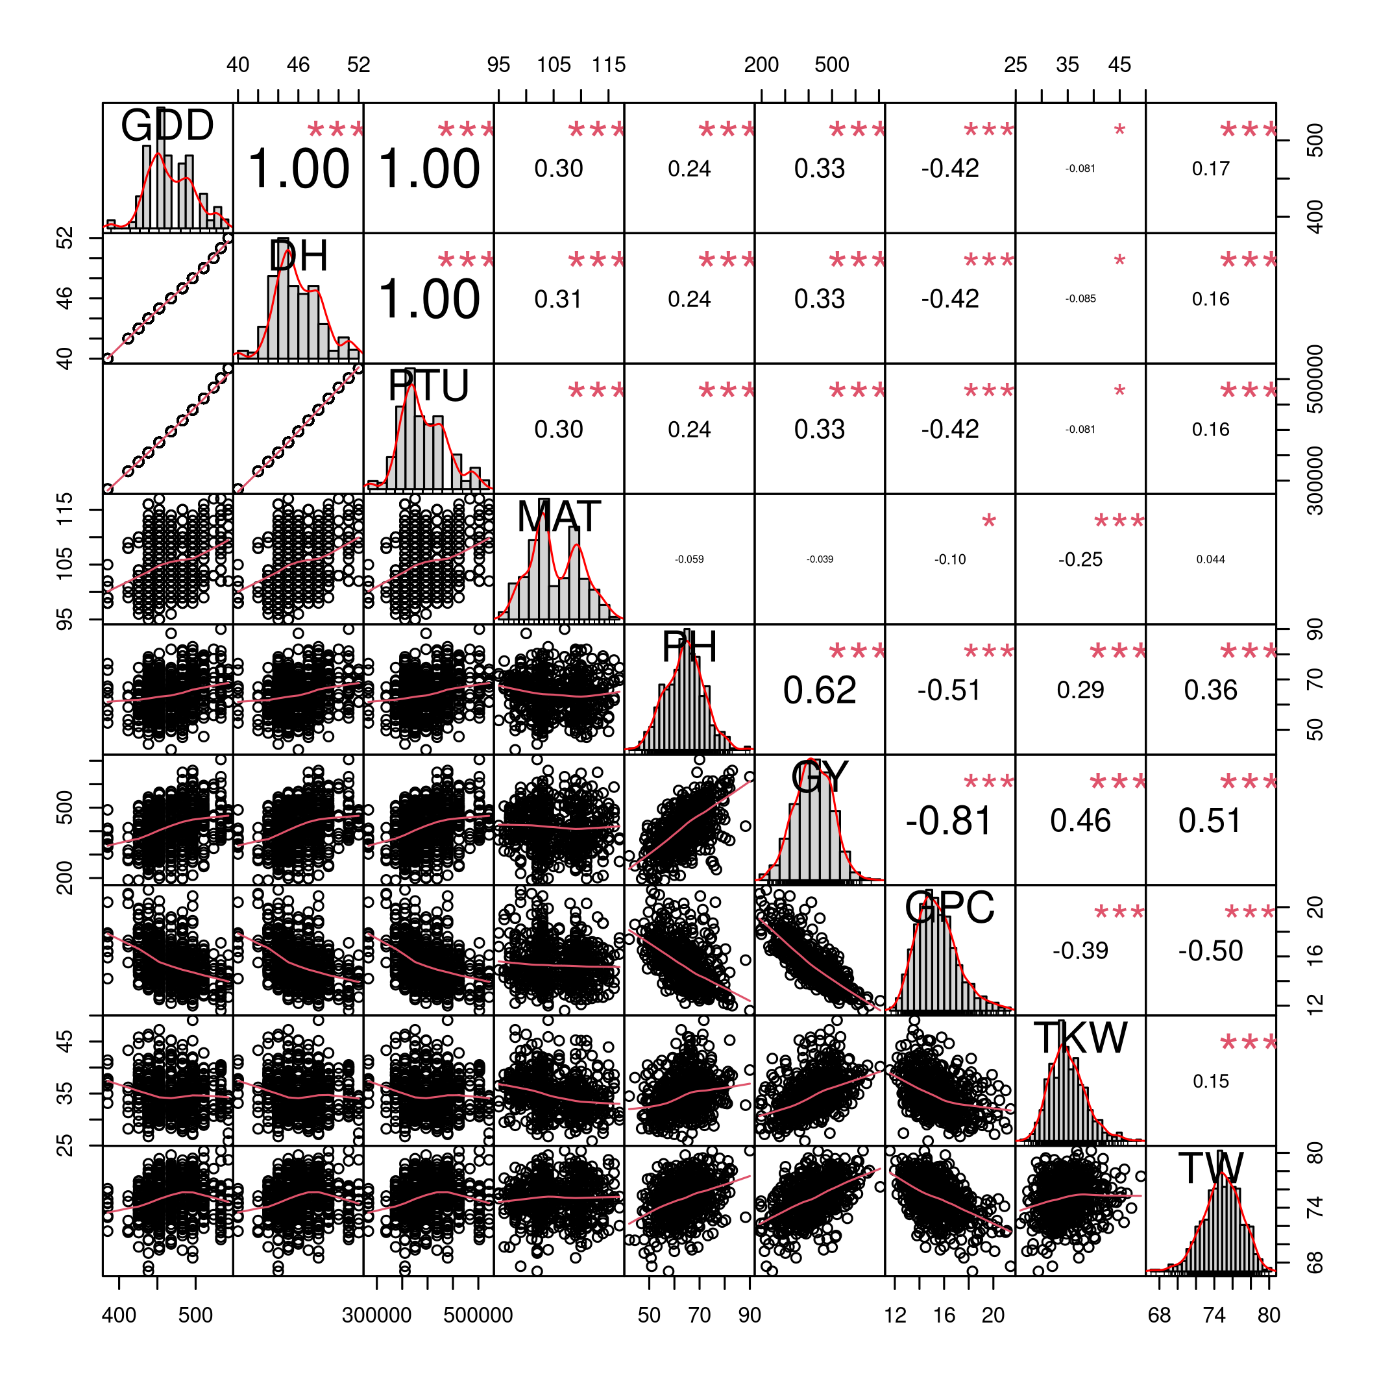 40 46 52 95 105 115 200 500 25 35 45
GDD *** *** *** *** *** *** * ***
1.00 1.00 0.30 0.24 0.33 -0.42 -0.081 0.17
500
400
52
46
40
DH *** *** *** *** *** * ***
1.00 0.31 0.24 0.33 -0.42 -0.085 0.16
PTU *** *** *** *** * ***
0.30 0.24 0.33 -0.42 -0.081 0.16
500000
300000
115
105
95
MAT * ***
-0.059 -0.039 -0.10 -0.25 0.044
PH *** *** *** ***
0.62 -0.51 0.29 0.36
90
70
50
500
200
GY *** *** ***
-0.81 0.46 0.51
GPC *** ***
-0.39 -0.50
20
16
12
45
35
25
TKW ***
0.15
TW
80
74
68
400 500 300000 500000 50 70 90 12 16 20 68 74 80